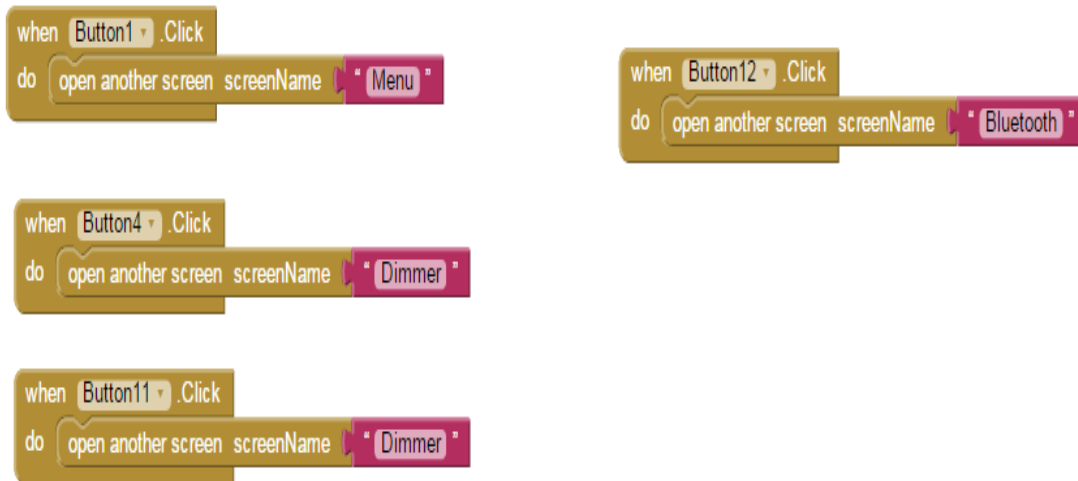 when Button1 .Click
do open another screen screenName " Menu "
when Button12 .Click
do open another screen screenName " Bluetooth "
when Button4 .Click
do open another screen screenName " Dimmer "
when Button11 .Click
do open another screen screenName " Dimmer "